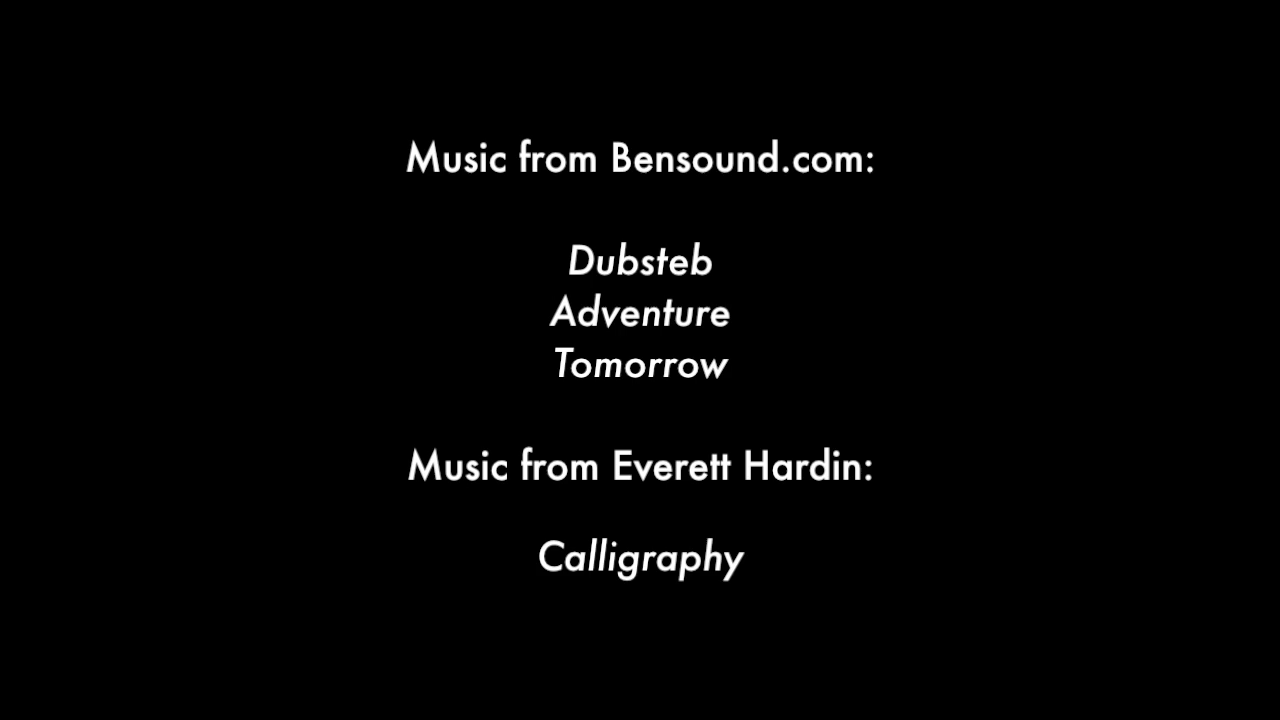 Music from Bensound.com:
Dubsteb
Adventure
Tomorrow
Music from Everett Hardin:
Calligraphy